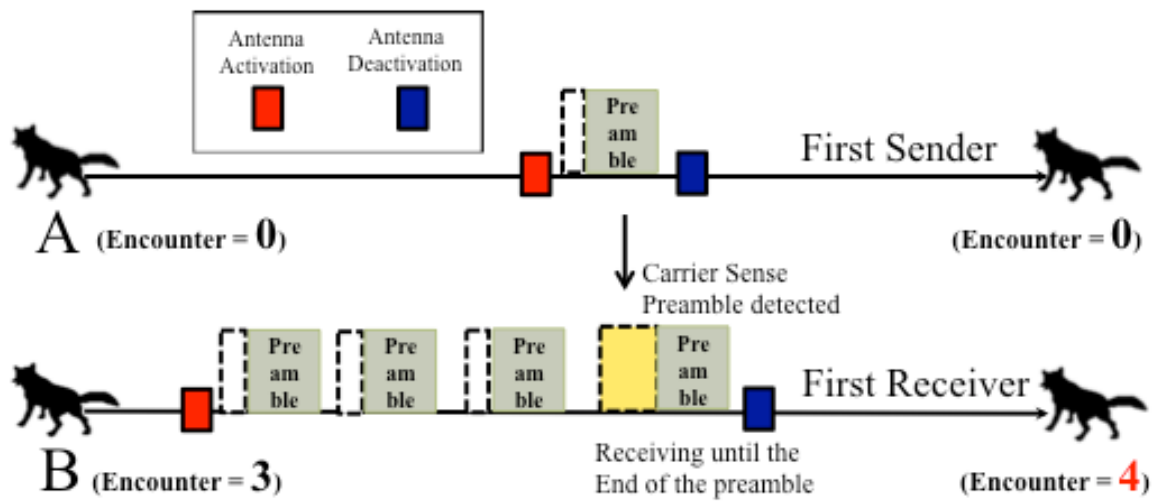 Antenna
Activation
Antenna
Deactivation
Pre
am
ble
First Sender
A (Encounter = 0)
(Encounter = 0)
Carrier Sense
Preamble detected
Pre
am
ble
Pre
am
ble
Pre
am
ble
Pre
am
ble
First Receiver
B (Encounter = 3)
Receiving until the
End of the preamble
(Encounter = 4)